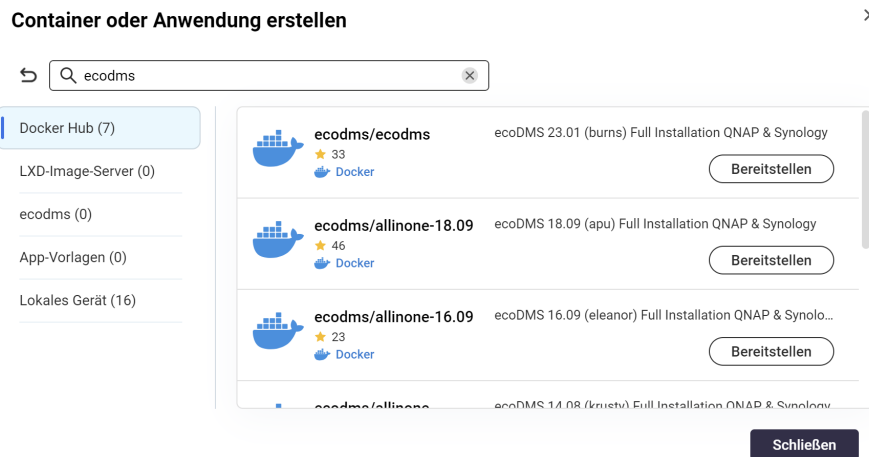 Container oder Anwendung erstellen
ecodms
Docker Hub (7)
LXD-Image-Server (0)
ecodms (0)
App-Vorlagen (0)
Lokales Gerät (16)
ecodms/ecodms
33
Docker
ecoDMS 23.01 (burns) Full Installation QNAP & Synology
Bereitstellen
ecodms/allinone-18.09
46
Docker
ecoDMS 18.09 (apu) Full Installation QNAP & Synology
Bereitstellen
ecodms/allinone-16.09
23
Docker
ecoDMS 16.09 (eleanor) Full Installation QNAP & Synolo...
Bereitstellen
ecodms/allinone
ecoDMS 14.08 (krusty) Full Installation QNAP & Synology
Schließen